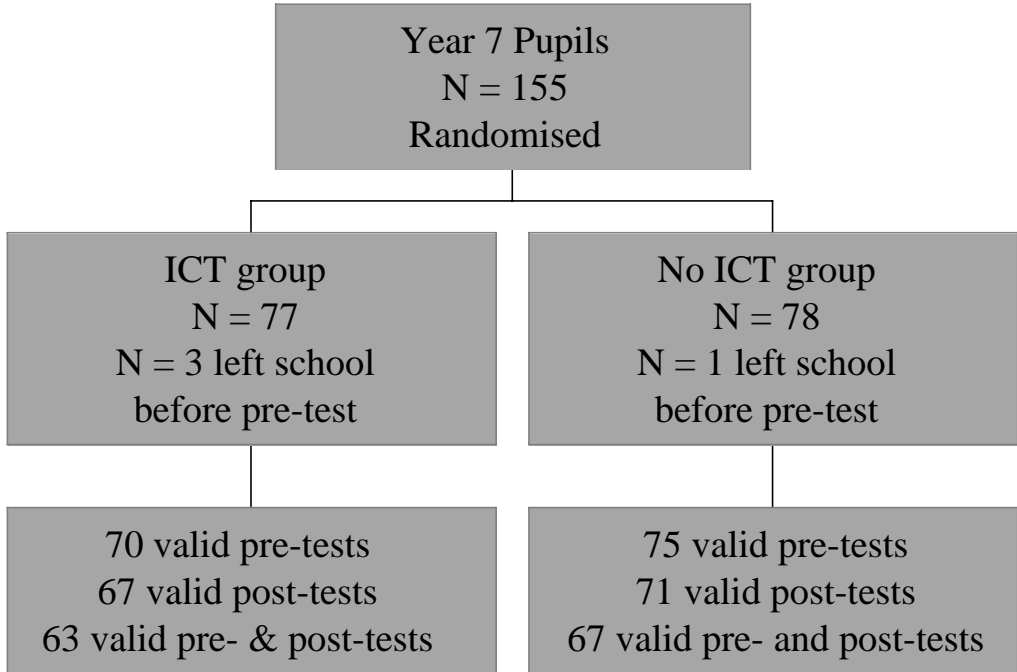 Year 7 Pupils
N = 155
Randomised
ICT group
N = 77
N = 3 left school
before pre-test
No ICT group
N = 78
N = 1 left school
before pre-test
70 valid pre-tests
67 valid post-tests
63 valid pre- & post-tests
75 valid pre-tests
71 valid post-tests
67 valid pre- and post-tests